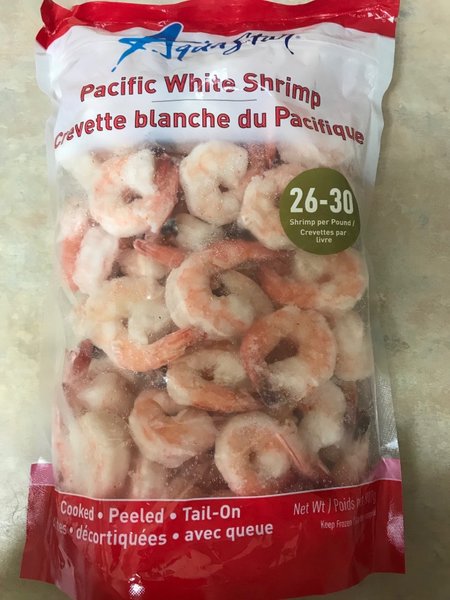 AquaStar
Pacific White Shrimp
Crevette blanche du Pacifique
26-30
Shrimp per Pound /
Crevettes par
livre
Cooked • Peeled • Tail-On
• décortiquées • avec queue
Net Wt / Poids
Keep Frozen